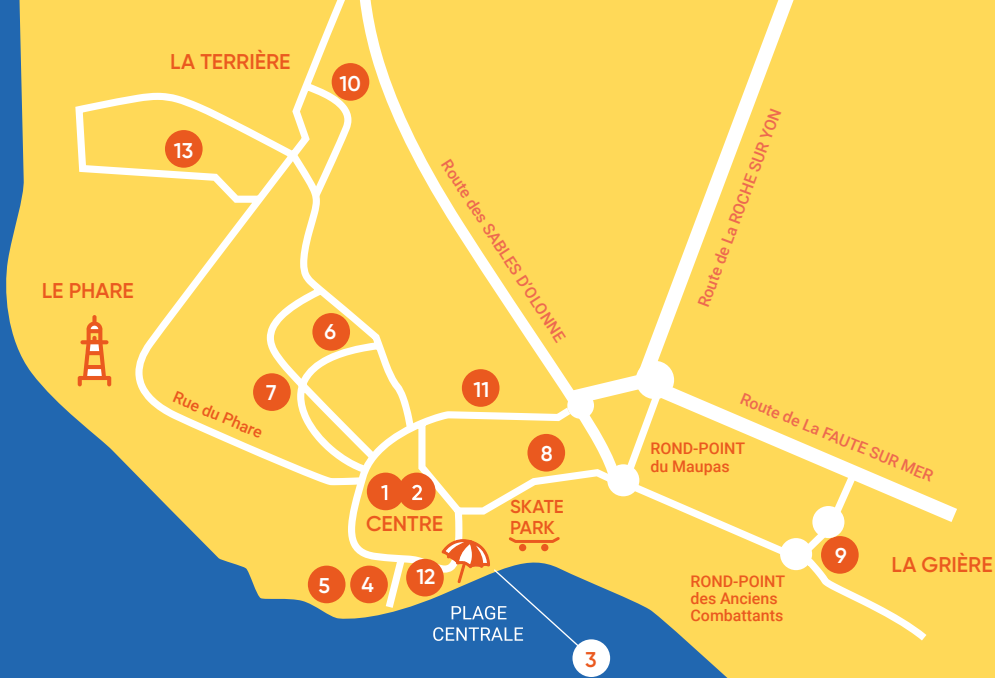 LA TERRIÈRE
10
13
Route des SABLES D'OLONNE
Route de La ROCHE SUR YON
LE PHARE
6
7
11
Rue du Phare
Route de La FAUTE SUR MER
8
ROND-POINT
du Maupas
1
2
CENTRE
SKATE
PARK
9
LA GRIÈRE
5
4
12
ROND-POINT
des Anciens
Combattants
PLAGE
CENTRALE
3